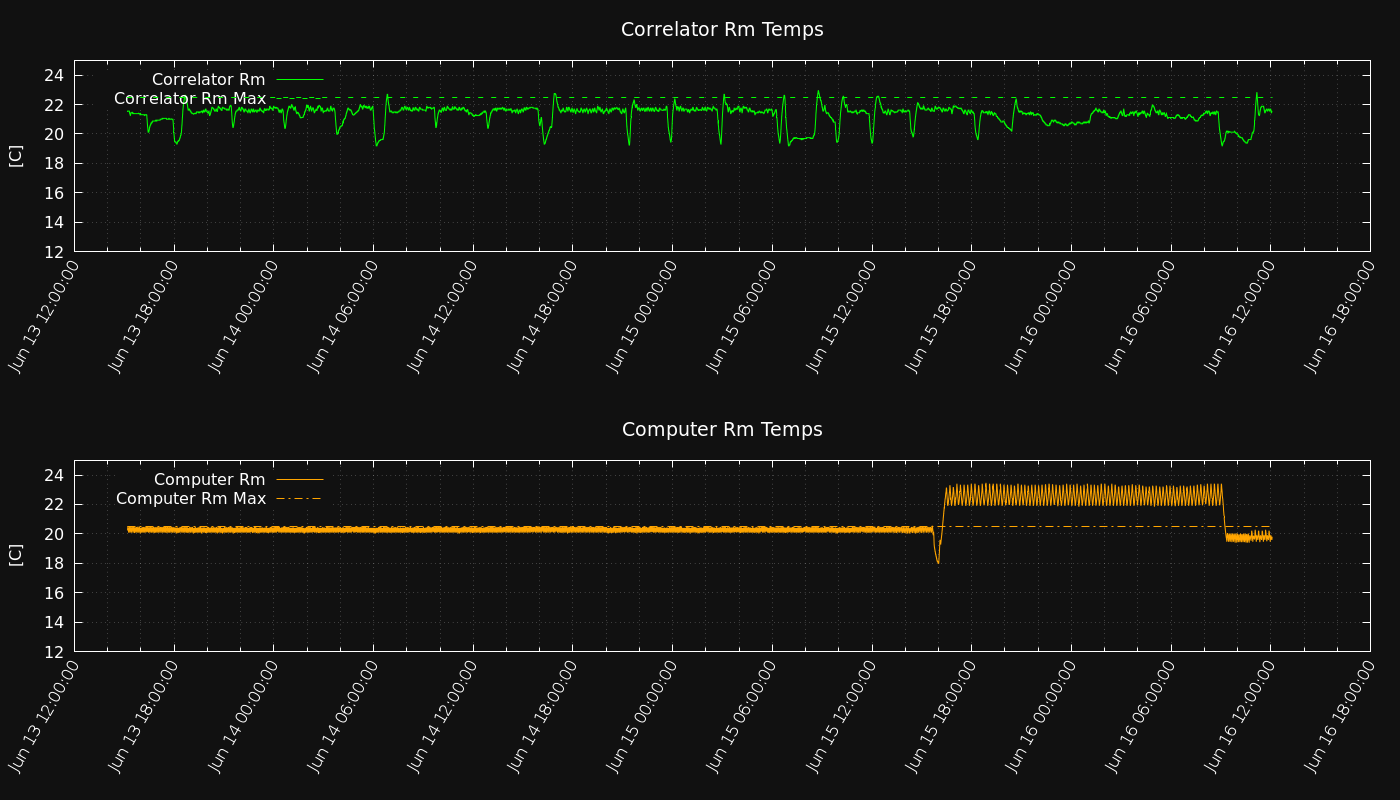 Correlator Rm Temps
Correlator Rm
Correlator Rm Max
24
22
20
18
16
14
12
[C]
Jun 13 12:00:00
Jun 13 18:00:00
Jun 14 00:00:00
Jun 14 06:00:00
Jun 14 12:00:00
Jun 14 18:00:00
Jun 15 00:00:00
Jun 15 06:00:00
Jun 15 12:00:00
Jun 15 18:00:00
Jun 16 00:00:00
Jun 16 06:00:00
Jun 16 12:00:00
Jun 16 18:00:00
Computer Rm Temps
Computer Rm
Computer Rm Max
24
22
20
18
16
14
12
[C]
Jun 13 12:00:00
Jun 13 18:00:00
Jun 14 00:00:00
Jun 14 06:00:00
Jun 14 12:00:00
Jun 14 18:00:00
Jun 15 00:00:00
Jun 15 06:00:00
Jun 15 12:00:00
Jun 15 18:00:00
Jun 16 00:00:00
Jun 16 06:00:00
Jun 16 12:00:00
Jun 16 18:00:00